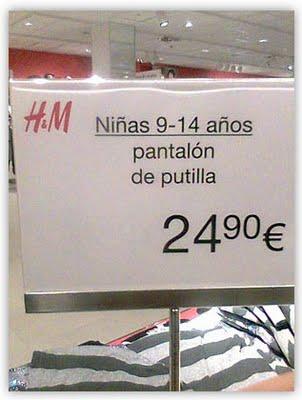 H&M
Niñas 9-14 años
pantalón
de putilla
24⁹⁰€